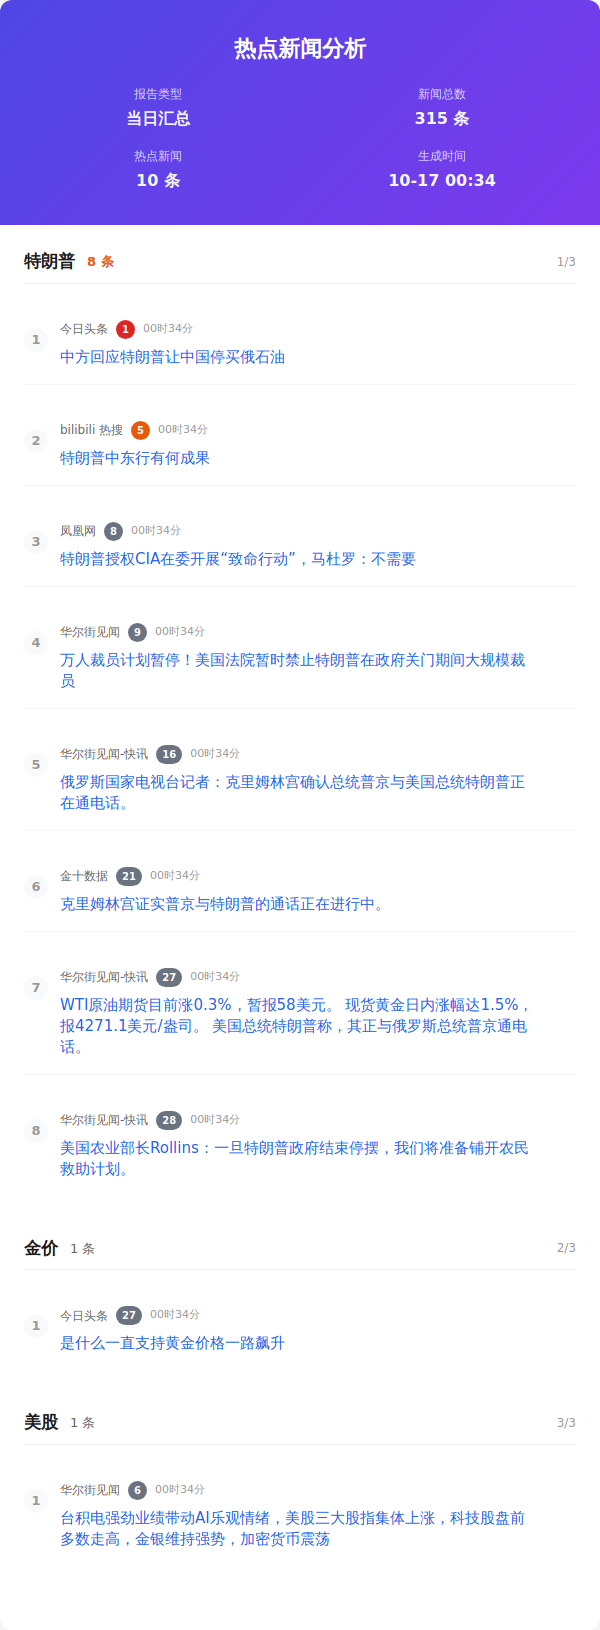 热点新闻分析
报告类型
当日汇总
新闻总数
315 条
热点新闻
10 条
生成时间
10-17 00:34
特朗普 8 条 1/3
1 今日头条 1 00时34分
中方回应特朗普让中国停买俄石油
2 bilibili 热搜 5 00时34分
特朗普中东行有何成果
3 凤凰网 8 00时34分
特朗普授权CIA在委开展“致命行动”，马杜罗：不需要
4 华尔街见闻 9 00时34分
万人裁员计划暂停！美国法院暂时禁止特朗普在政府关门期间大规模裁
员
5 华尔街见闻-快讯 16 00时34分
俄罗斯国家电视台记者：克里姆林宫确认总统普京与美国总统特朗普正
在通电话。
6 金十数据 21 00时34分
克里姆林宫证实普京与特朗普的通话正在进行中。
7 华尔街见闻-快讯 27 00时34分
WTI原油期货日前涨0.3%，暂报58美元。 现货黄金日内涨幅达1.5%，
报4271.1美元/盎司。 美国总统特朗普称，其正与俄罗斯总统普京通电
话。
8 华尔街见闻-快讯 28 00时34分
美国农业部长Rollins：一旦特朗普政府结束停摆，我们将准备铺开农民
救助计划。
金价 1 条 2/3
1 今日头条 27 00时34分
是什么一直支持黄金价格一路飙升
美股 1 条 3/3
1 华尔街见闻 6 00时34分
台积电强劲业绩带动AI乐观情绪，美股三大股指集体上涨，科技股盘前
多数走高，金银维持强势，加密货币震荡